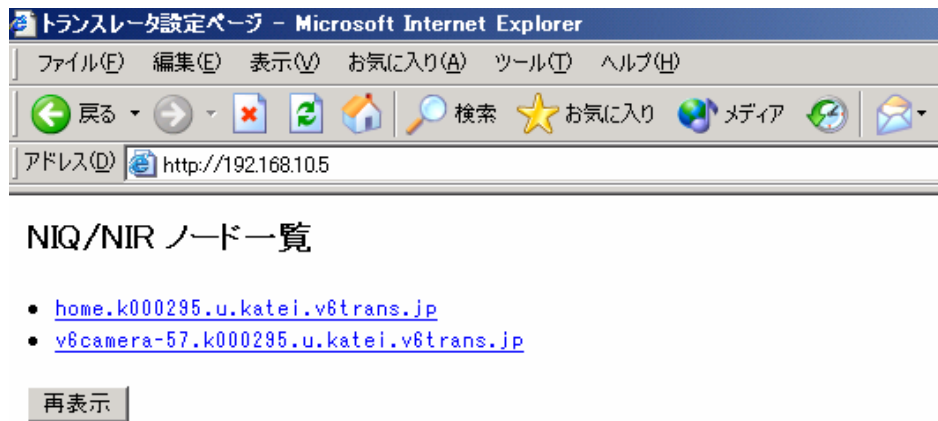 トランスレータ設定ページ - Microsoft Internet Explorer
ファイル(F) 編集(E) 表示(V) お気に入り(A) ツール(T) ヘルプ(H)
戻る 検索 お気に入り メディア
アドレス(D) http://192.168.10.5
NIQ/NIR ノード一覧
home.k000295.u.katei.v6trans.jp
v6camera-57.k000295.u.katei.v6trans.jp
再表示